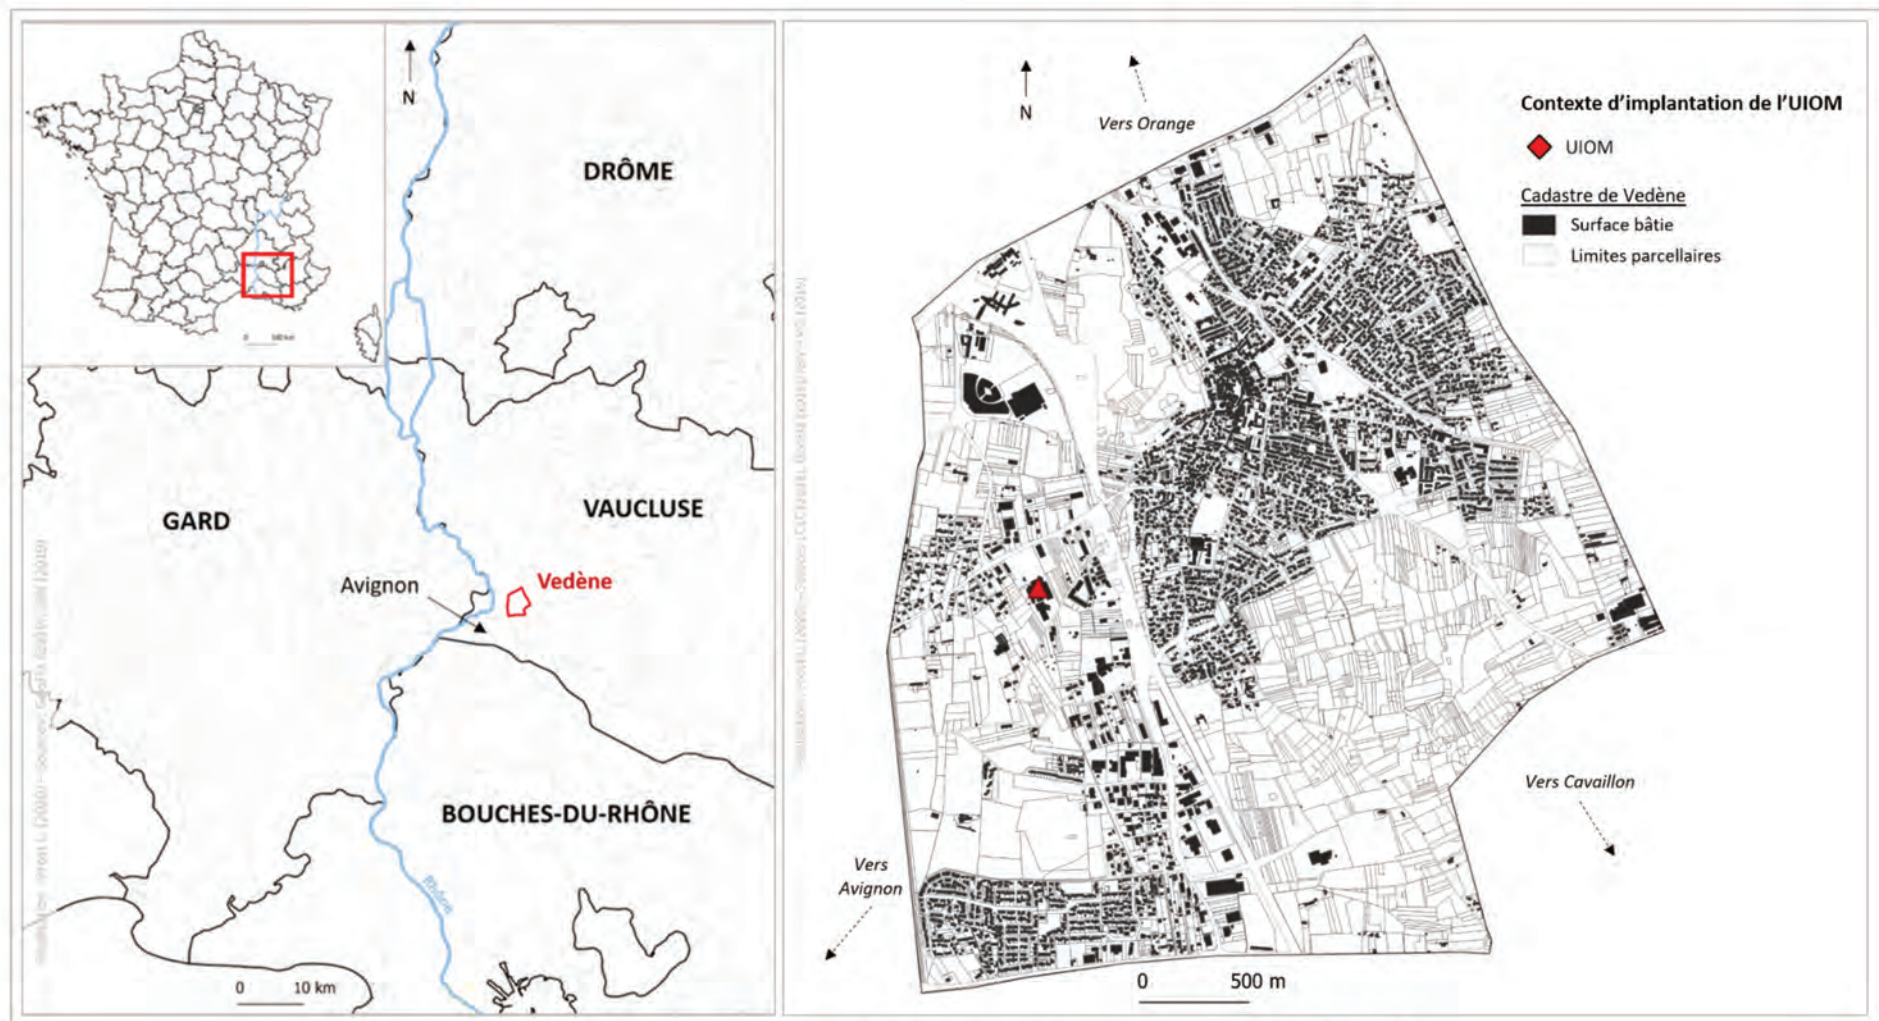 N
DRÔME
GARD
VAUCLUSE
Avignon
Vedène
BOUCHES-DU-RHÔNE
Rhône
0 10 km
N
Vers Orange
Contexte d'implantation de l'UIOM
UIOM
Cadastre de Vedène
Surface bâtie
Limites parcellaires
Vers Cavaillon
Vers
Avignon
0 500 m